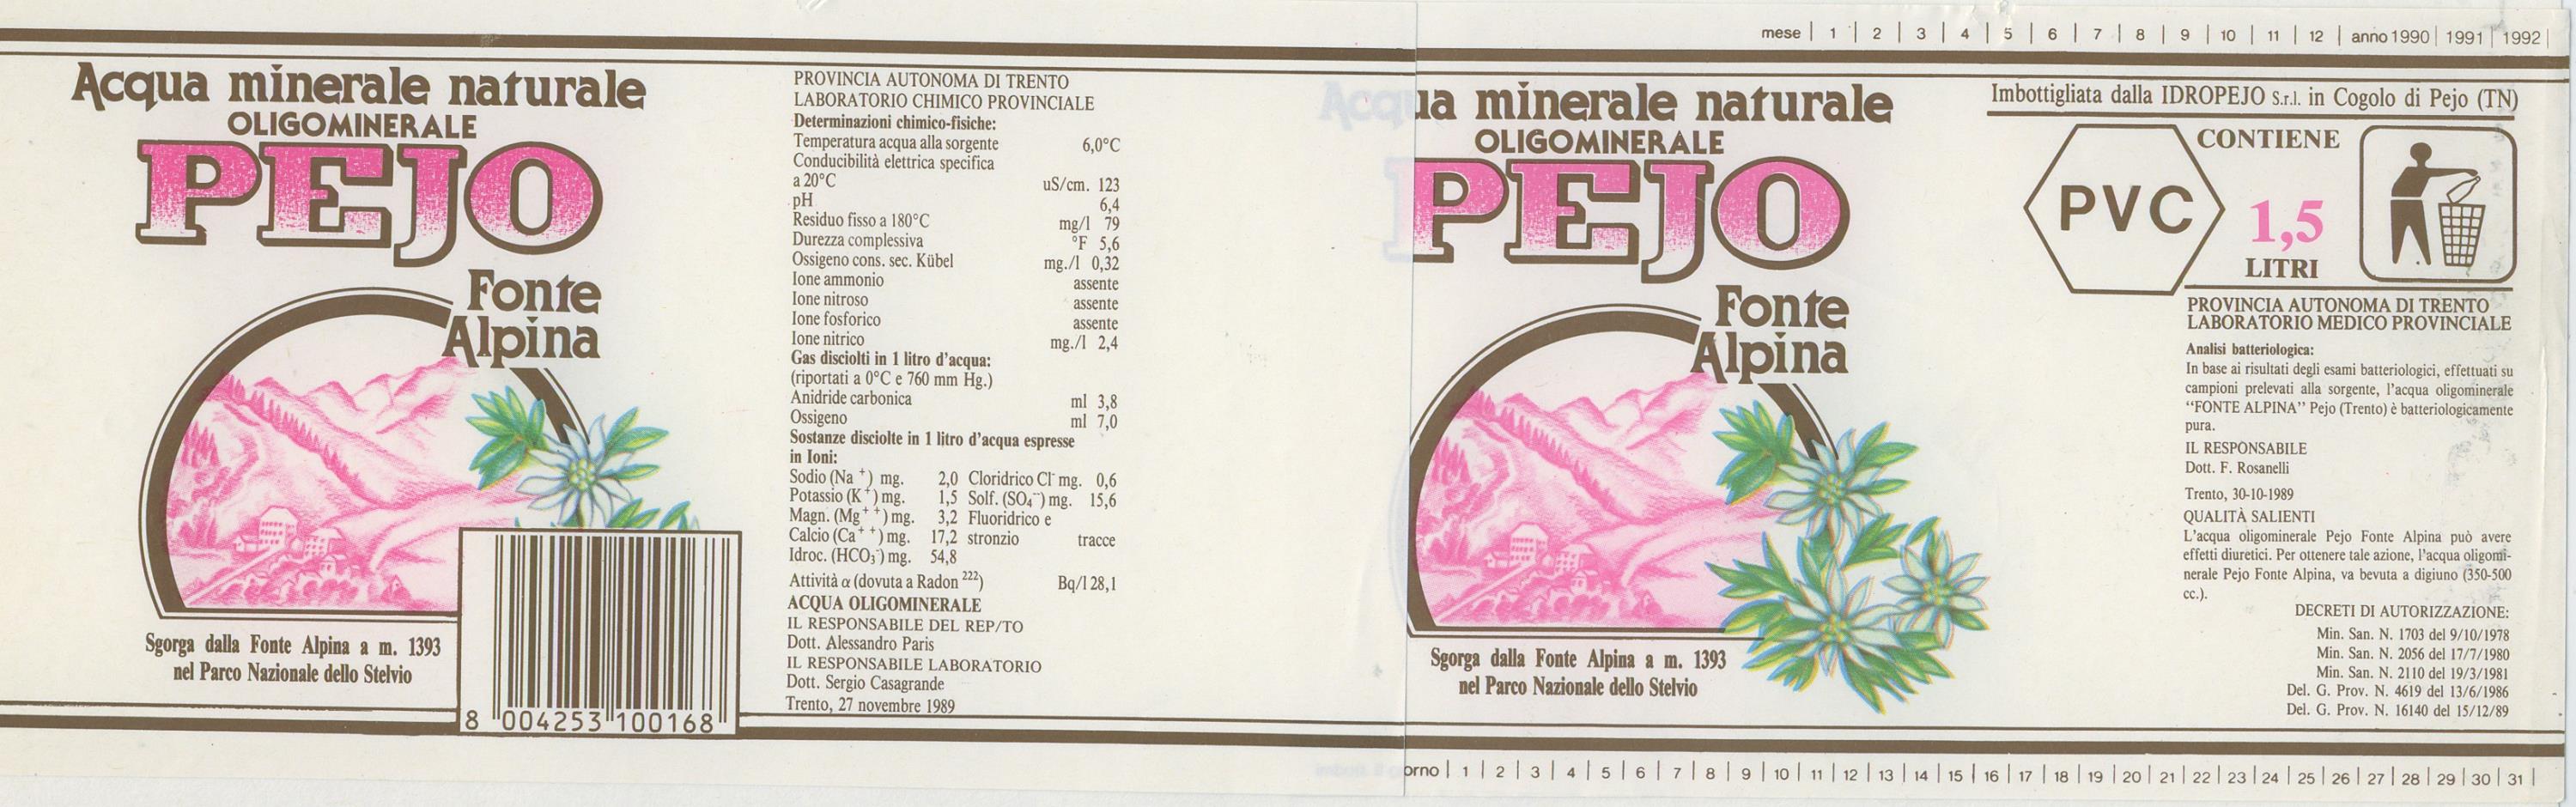 Acqua minerale naturale
OLIGOMINERALE
PEJO
Fonte
Alpina
Sgorga dalla Fonte Alpina a m. 1393
nel Parco Nazionale dello Stelvio
8 004253 100168
PROVINCIA AUTONOMA DI TRENTO
LABORATORIO CHIMICO PROVINCIALE
Determinazioni chimico-fisiche:
Temperatura acqua alla sorgente 6,0°C
Conducibilità elettrica specifica
a 20°C uS/cm. 123
pH 6,4
Residuo fisso a 180°C mg/l 79
Durezza complessiva °F 5,6
Ossigeno cons. sec. Kübel mg./l 0,32
Ione ammonio assente
Ione nitroso assente
Ione fosforico assente
Ione nitrico mg./l 2,4
Gas disciolti in 1 litro d'acqua:
(riportati a 0°C e 760 mm Hg.)
Anidride carbonica ml 3,8
Ossigeno ml 7,0
Sostanze disciolte in 1 litro d'acqua espresse
in Ioni:
Sodio (Na +) mg. 2,0 Cloridrico Cl- mg. 0,6
Potassio (K+) mg. 1,5 Solf. (SO4--) mg. 15,6
Magn. (Mg++) mg. 3,2 Fluoridrico e
Calcio (Ca++) mg. 17,2 stronzio tracce
Idroc. (HCO3-) mg. 54,8
Attività α (dovuta a Radon 222) Bq/l 28,1
ACQUA OLIGOMINERALE
IL RESPONSABILE DEL REP/TO
Dott. Alessandro Paris
IL RESPONSABILE LABORATORIO
Dott. Sergio Casagrande
Trento, 27 novembre 1989
mese | 1 | 2 | 3 | 4 | 5 | 6 | 7 | 8 | 9 | 10 | 11 | 12 | anno 1990 | 1991 | 1992 |
ua minerale naturale
OLIGOMINERALE
PEJO
Fonte
Alpina
Sgorga dalla Fonte Alpina a m. 1393
nel Parco Nazionale dello Stelvio
Imbottigliata dalla IDROPEJO S.r.l. in Cogolo di Pejo (TN)
PVC
CONTIENE
1,5
LITRI
PROVINCIA AUTONOMA DI TRENTO
LABORATORIO MEDICO PROVINCIALE
Analisi batteriologica:
In base ai risultati degli esami batteriologici, effettuati su
campioni prelevati alla sorgente, l'acqua oligominerale
"FONTE ALPINA" Pejo (Trento) è batteriologicamente
pura.
IL RESPONSABILE
Dott. F. Rosanelli
Trento, 30-10-1989
QUALITÀ SALIENTI
L'acqua oligominerale Pejo Fonte Alpina può avere
effetti diuretici. Per ottenere tale azione, l'acqua oligomi-
nerale Pejo Fonte Alpina, va bevuta a digiuno (350-500
cc.).
DECRETI DI AUTORIZZAZIONE:
Min. San. N. 1703 del 9/10/1978
Min. San. N. 2056 del 17/7/1980
Min. San. N. 2110 del 19/3/1981
Del. G. Prov. N. 4619 del 13/6/1986
Del. G. Prov. N. 16140 del 15/12/89
orno | 1 | 2 | 3 | 4 | 5 | 6 | 7 | 8 | 9 | 10 | 11 | 12 | 13 | 14 | 15 | 16 | 17 | 18 | 19 | 20 | 21 | 22 | 23 | 24 | 25 | 26 | 27 | 28 | 29 | 30 | 31 |